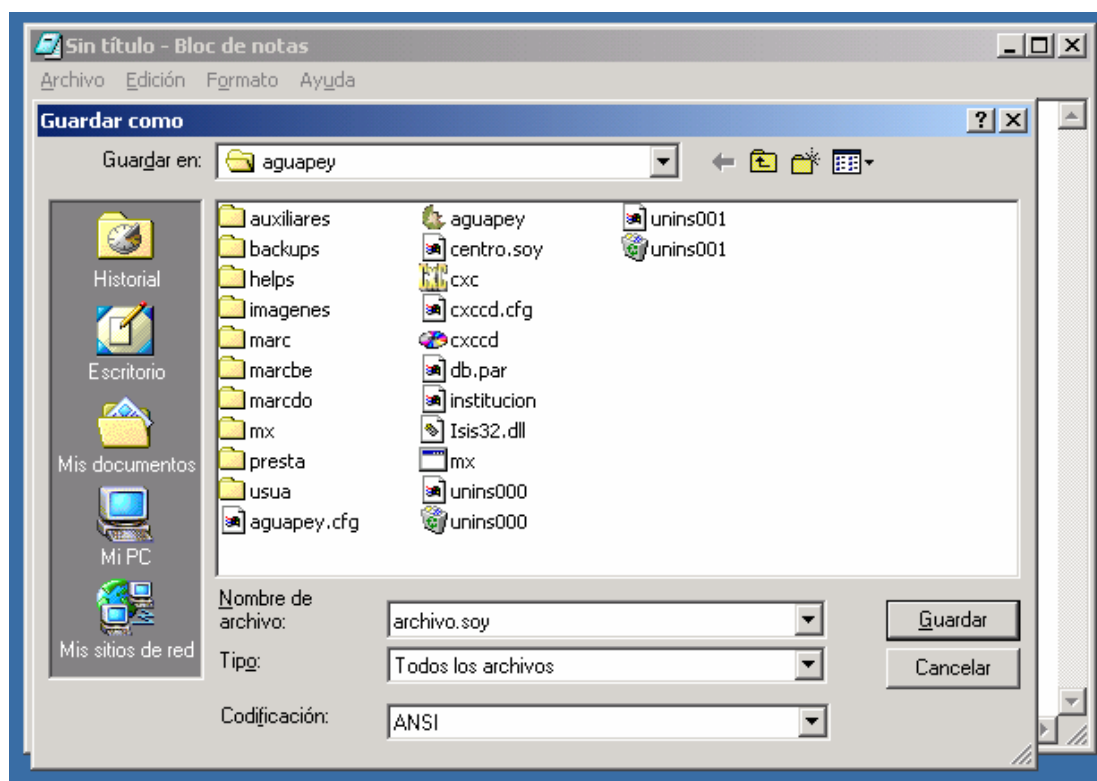 Sin título - Bloc de notas
Archivo Edición Formato Ayuda
Guardar como
Guardar en: aguapey
Historial
Escritorio
Mis documentos
Mi PC
Mis sitios de red
auxiliares
backups
helps
imagenes
marc
marcbe
marcdo
mx
presta
usua
aguapey.cfg
aguapey
centro.soy
cxc
cxccd.cfg
cxccd
db.par
institucion
Isis32.dll
mx
unins000
unins000
unins001
unins001
Nombre de
archivo: archivo.soy
Guardar
Tipo: Todos los archivos
Cancelar
Codificación: ANSI